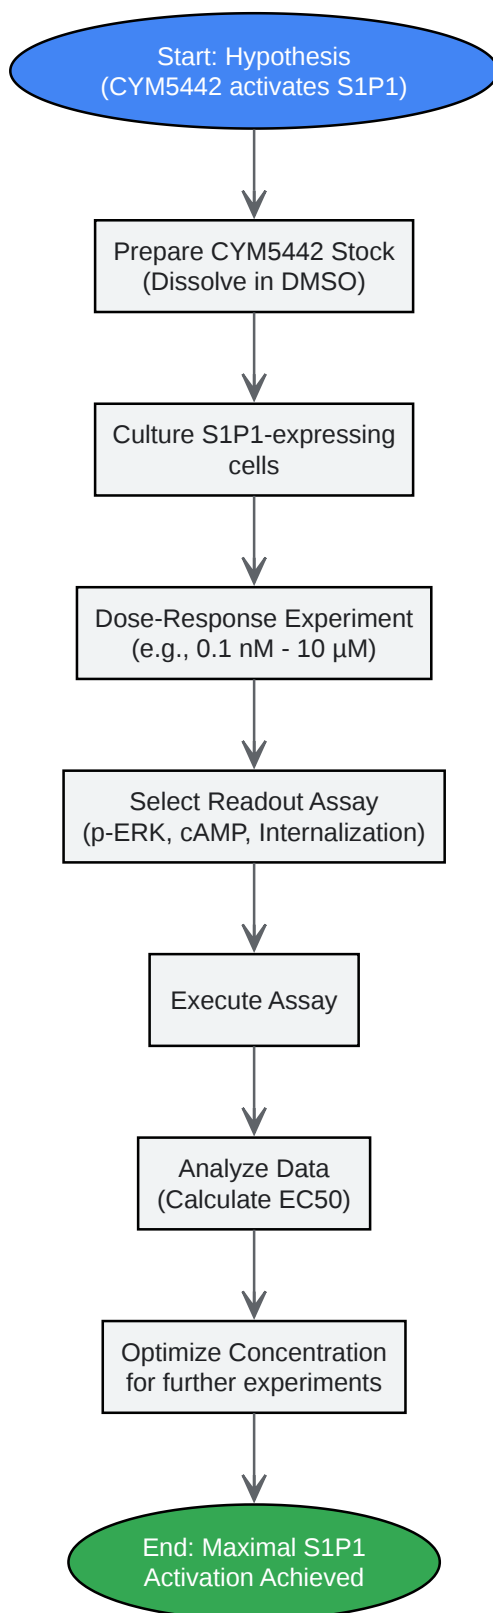 Start: Hypothesis
(CYM5442 activates S1P1)
Prepare CYM5442 Stock
(Dissolve in DMSO)
Culture S1P1-expressing
cells
Dose-Response Experiment
(e.g., 0.1 nM - 10 µM)
Select Readout Assay
(p-ERK, cAMP, Internalization)
Execute Assay
Analyze Data
(Calculate EC50)
Optimize Concentration
for further experiments
End: Maximal S1P1
Activation Achieved